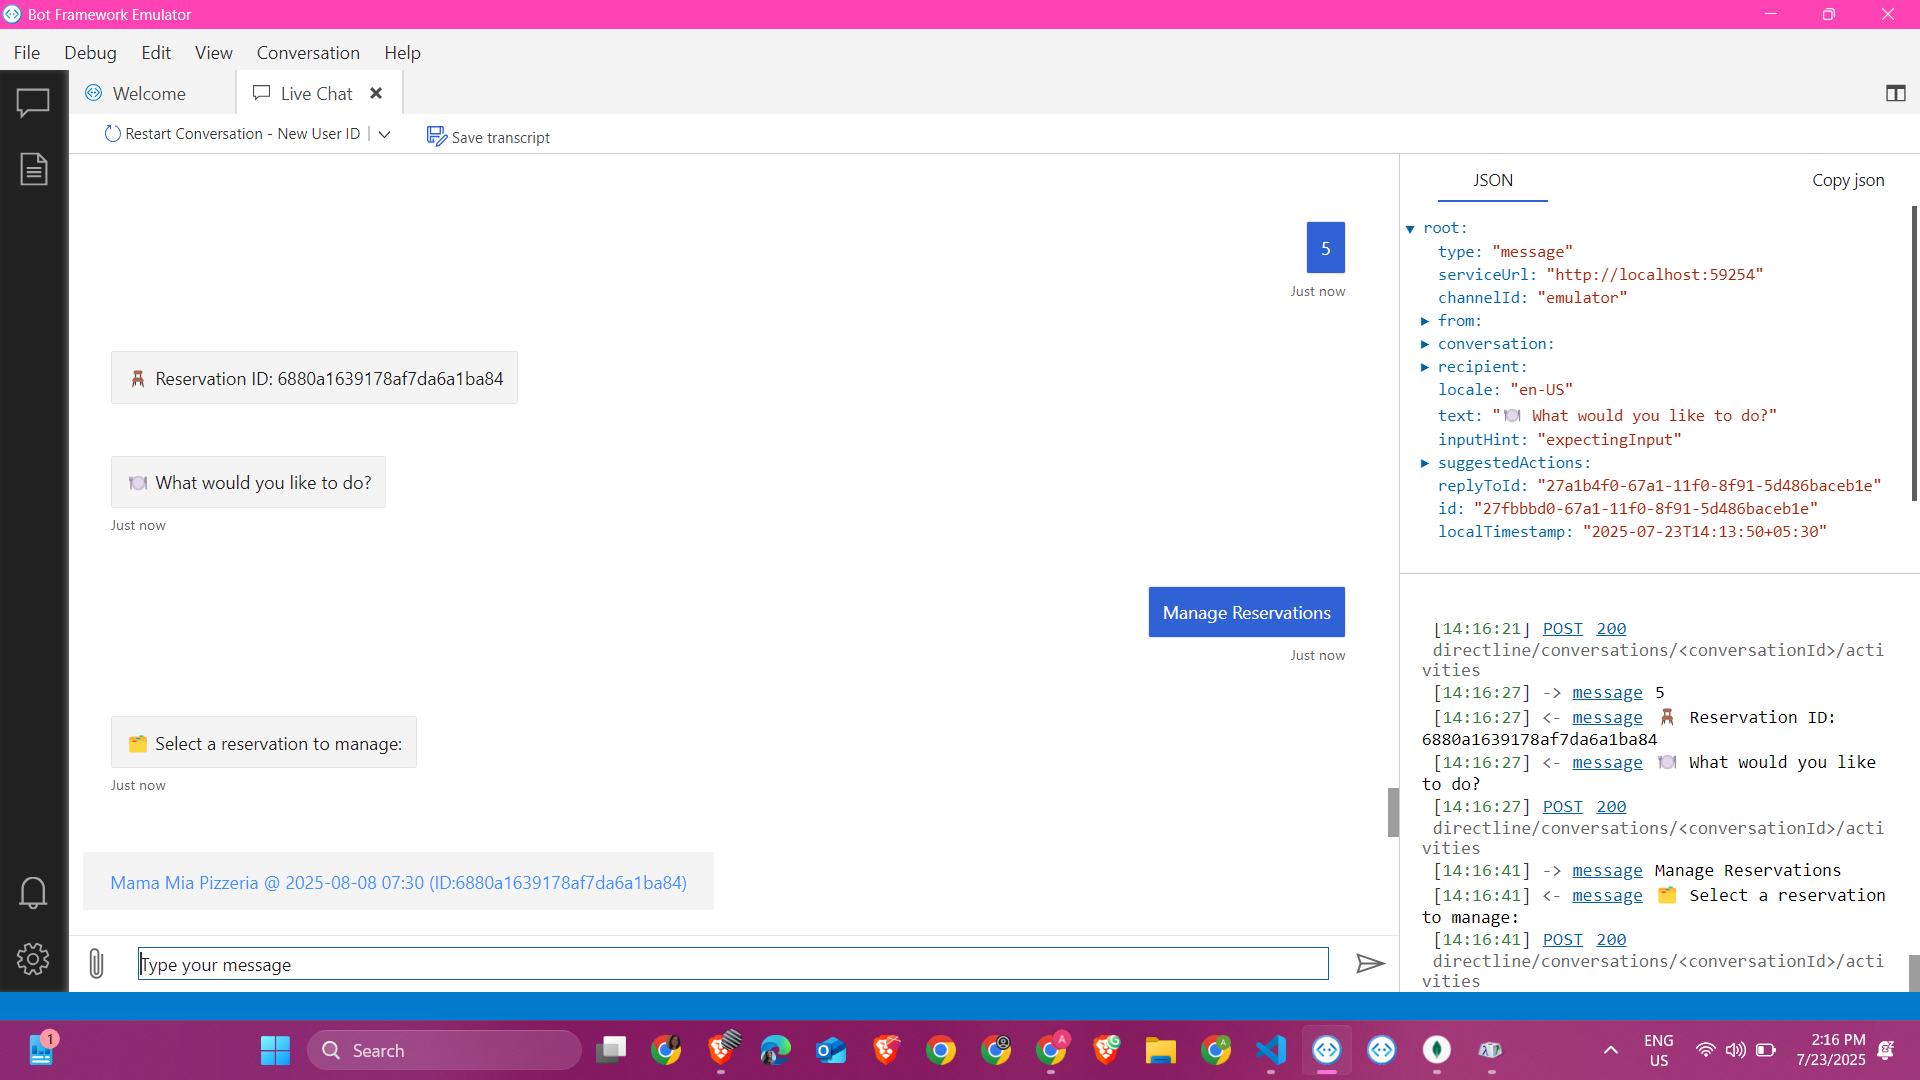 Bot Framework Emulator
File Debug Edit View Conversation Help
Welcome
Live Chat
Restart Conversation - New User ID
Save transcript
5
Just now
Reservation ID: 6880a1639178af7da6a1ba84
What would you like to do?
Just now
Manage Reservations
Just now
Select a reservation to manage:
Just now
Mama Mia Pizzeria @ 2025-08-08 07:30 (ID:6880a1639178af7da6a1ba84)
Type your message
JSON
Copy json
root:
type: "message"
serviceUrl: "http://localhost:59254"
channelId: "emulator"
from:
conversation:
recipient:
locale: "en-US"
text: "🍽️ What would you like to do?"
inputHint: "expectingInput"
suggestedActions:
replyToId: "27a1b4f0-67a1-11f0-8f91-5d486baceb1e"
id: "27fbbbd0-67a1-11f0-8f91-5d486baceb1e"
localTimestamp: "2025-07-23T14:13:50+05:30"
[14:16:21] POST 200
directline/conversations/<conversationId>/acti
vities
[14:16:27] -> message 5
[14:16:27] <- message 🪑 Reservation ID:
6880a1639178af7da6a1ba84
[14:16:27] <- message 🍽️ What would you like
to do?
[14:16:27] POST 200
directline/conversations/<conversationId>/acti
vities
[14:16:41] -> message Manage Reservations
[14:16:41] <- message 🗂️ Select a reservation
to manage:
[14:16:41] POST 200
directline/conversations/<conversationId>/acti
vities
1
Search
A
G
A
ENG
US
2:16 PM
7/23/2025